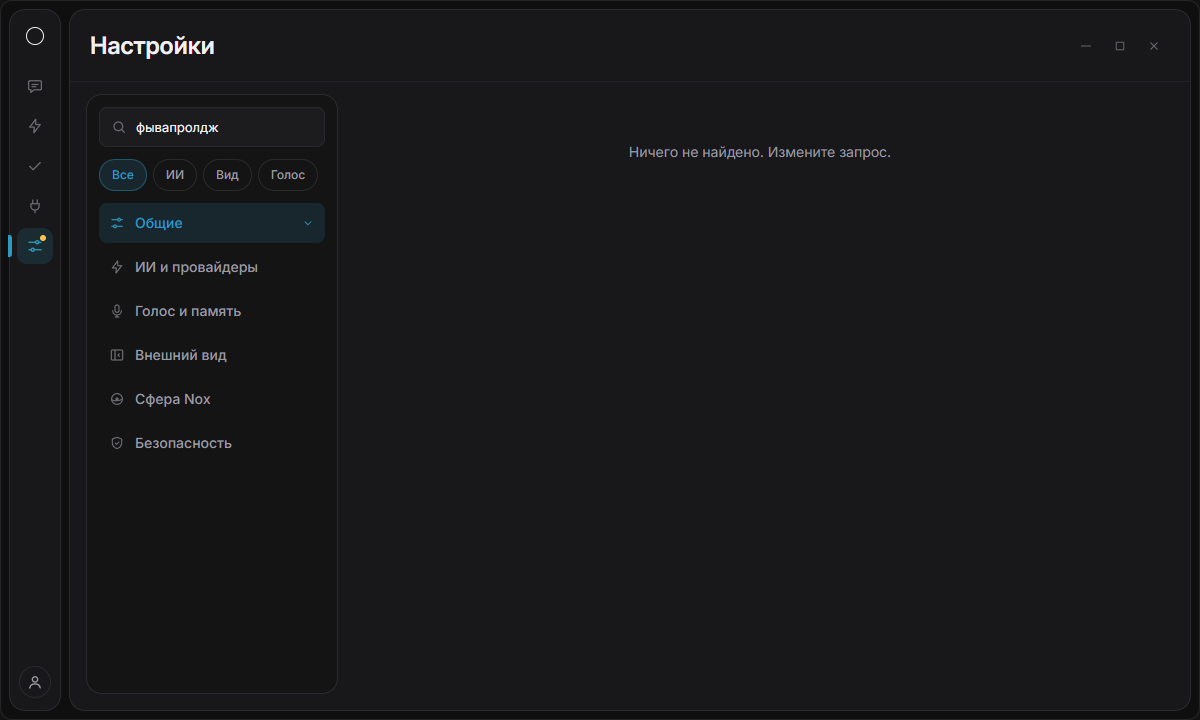 Настройки
фывапролдж
Все
ИИ
Вид
Голос
Общие
ИИ и провайдеры
Голос и память
Внешний вид
Сфера Nox
Безопасность
Ничего не найдено. Измените запрос.